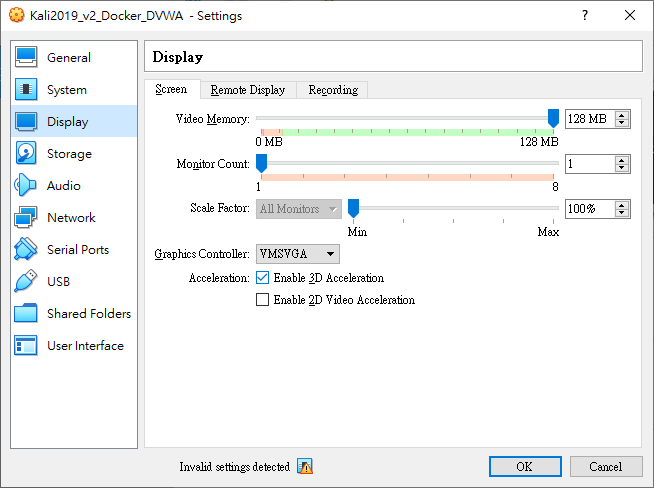 Kali2019_v2_Docker_DVWA - Settings
?
General
System
Display
Storage
Audio
Network
Serial Ports
USB
Shared Folders
User Interface
Display
Screen
Remote Display
Recording
Video Memory:
128 MB
0 MB
128 MB
Monitor Count:
1
1
8
Scale Factor:
All Monitors
100%
Min
Max
Graphics Controller:
VMSVGA
Acceleration:
Enable 3D Acceleration
Enable 2D Video Acceleration
Invalid settings detected
OK
Cancel